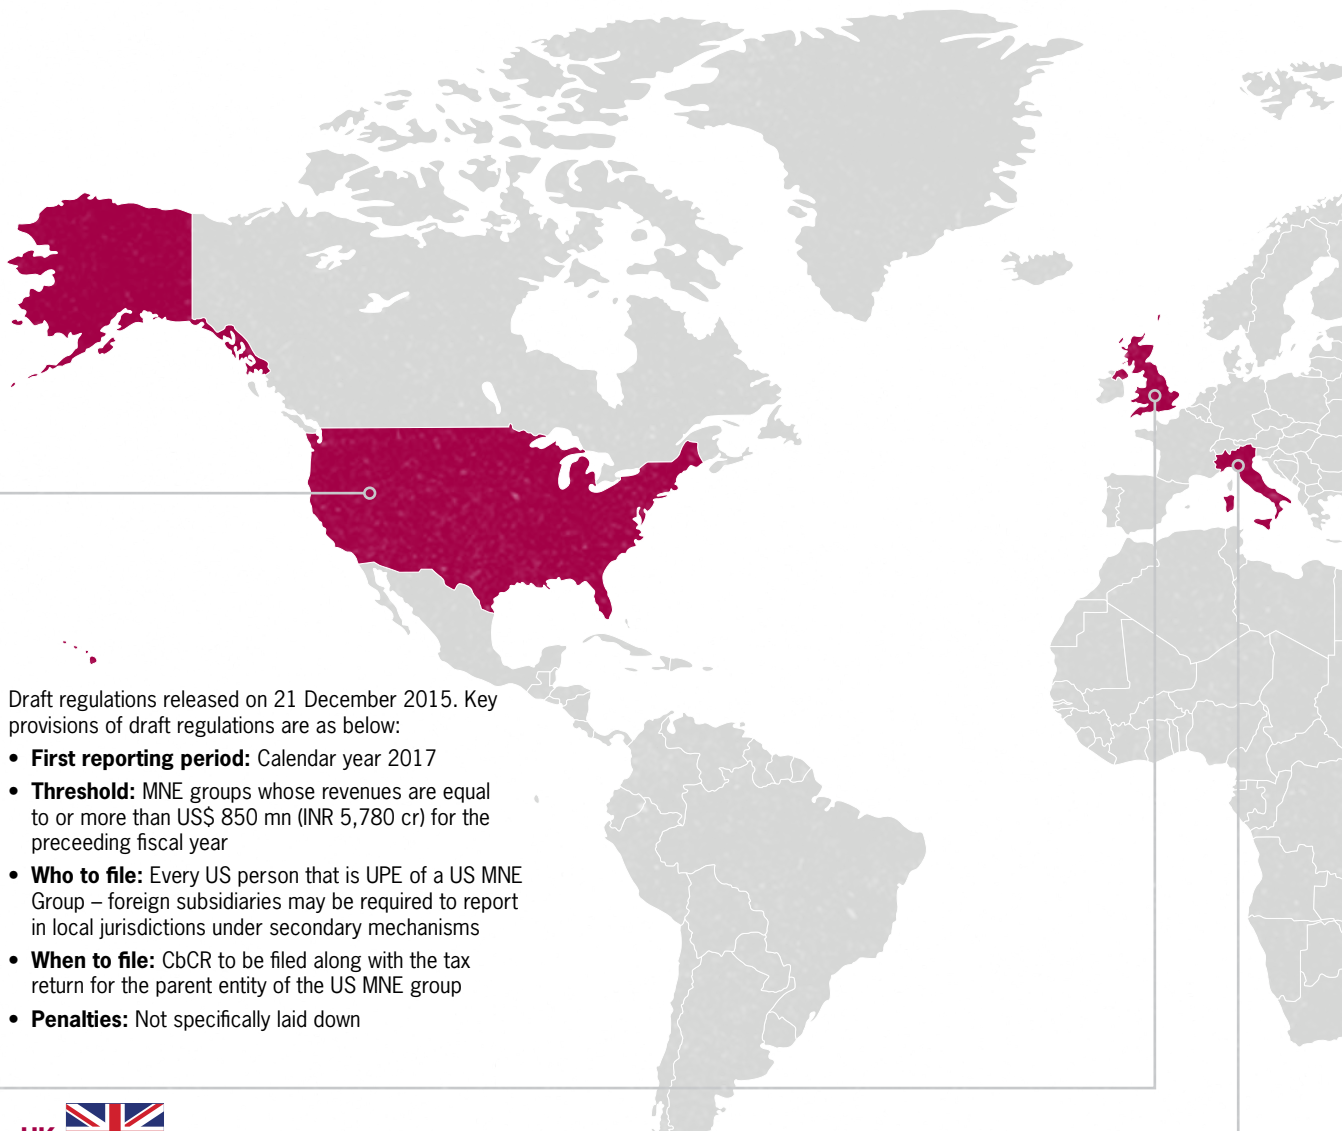 Draft regulations released on 21 December 2015. Key
provisions of draft regulations are as below:
• First reporting period: Calendar year 2017
• Threshold: MNE groups whose revenues are equal
to or more than US$ 850 mn (INR 5,780 cr) for the
preceeding fiscal year
• Who to file: Every US person that is UPE of a US MNE
Group – foreign subsidiaries may be required to report
in local jurisdictions under secondary mechanisms
• When to file: CbCR to be filed along with the tax
return for the parent entity of the US MNE group
• Penalties: Not specifically laid down
UK